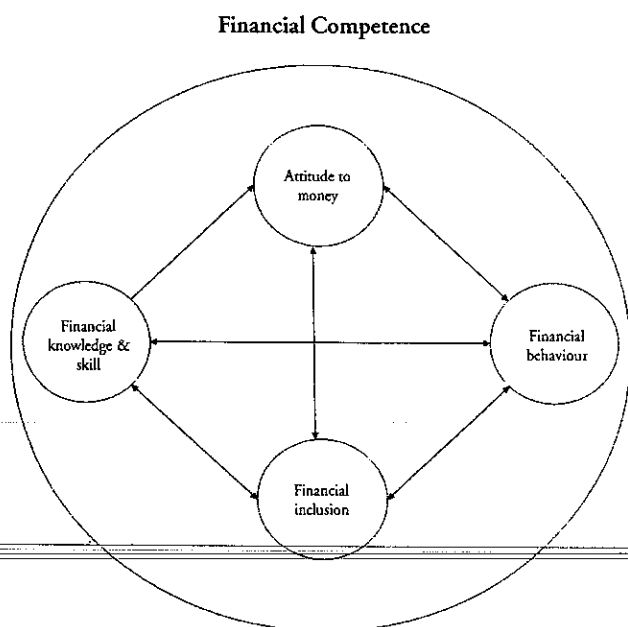 Financial Competence
Attitude to
money
Financial
knowledge &
skill
Financial
behaviour
Financial
inclusion